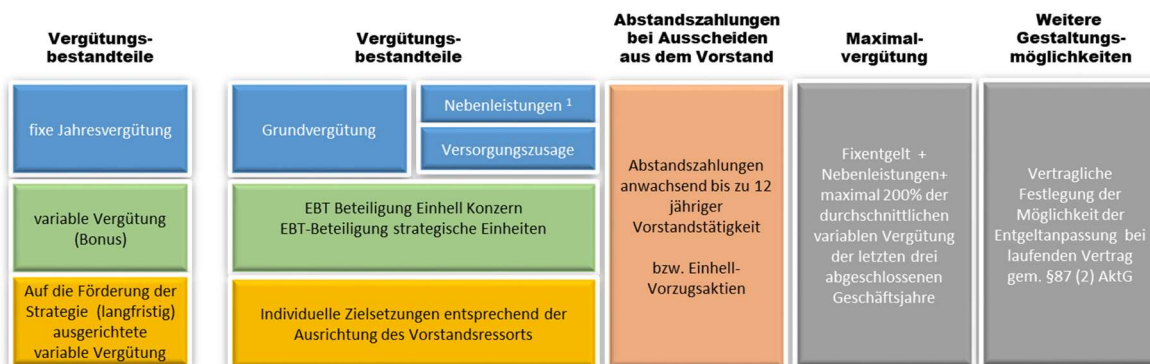 Vergütungs-
bestandteile
Vergütungs-
bestandteile
Abstandszahlungen
bei Ausscheiden
aus dem Vorstand
Maximal-
vergütung
Weitere
Gestaltungs-
möglichkeiten
fixe Jahresvergütung
Grundvergütung
Nebenleistungen ¹
Versorgungszusage
variable Vergütung
(Bonus)
EBT Beteiligung Einhell Konzern
EBT-Beteiligung strategische Einheiten
Auf die Förderung der
Strategie (langfristig)
ausgerichtete
variable Vergütung
Individuelle Zielsetzungen entsprechend der
Ausrichtung des Vorstandsressorts
Abstandszahlungen
anwachsend bis zu 12
jähriger
Vorstandstätigkeit
bzw. Einhell-
Vorzugsaktien
Fixentgelt +
Nebenleistungen+
maximal 200% der
durchschnittlichen
variablen Vergütung
der letzten drei
abgeschlossenen
Geschäftsjahre
Vertragliche
Festlegung der
Möglichkeit der
Entgeltanpassung bei
laufenden Vertrag
gem. §87 (2) AktG